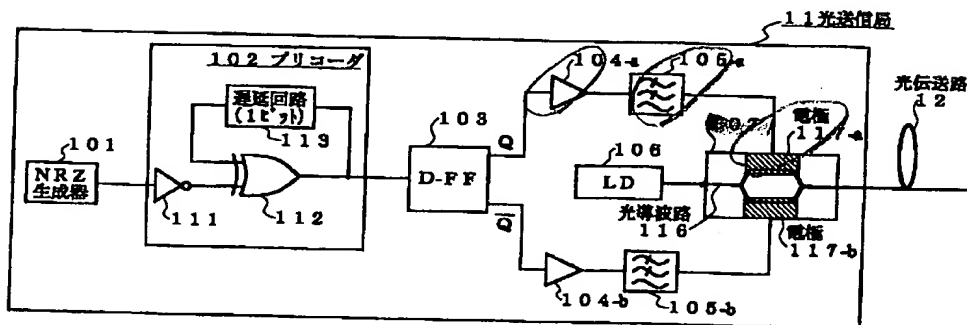 11光送信局
102 プリコーダ
104-a
105-a
光伝送路
12
遅延回路
(1ビット)
113
電極
117-a
101
103
D
106
NRZ
生成器
D-FF
LD
111
112
光導波路
116
D̅
電極
117-b
104-b
105-b